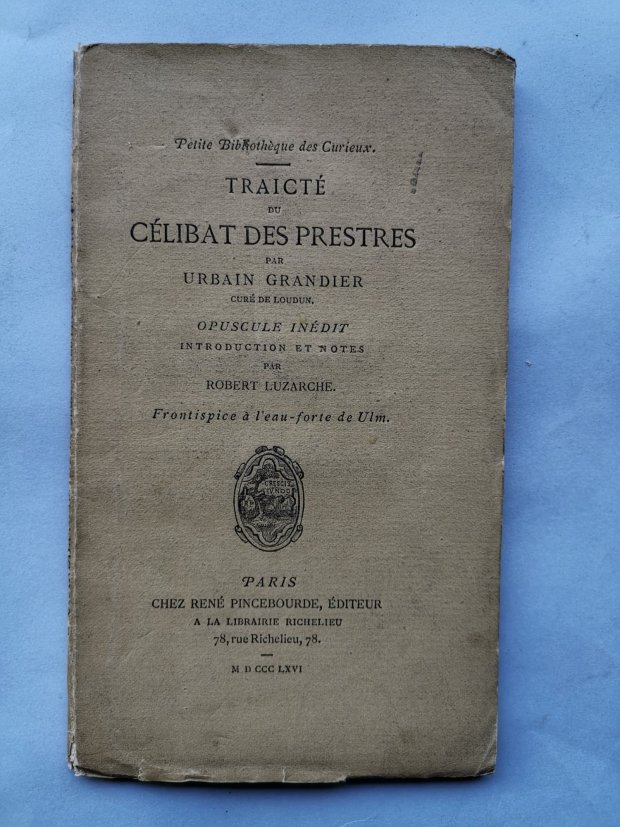 Petite Bibliothèque des Curieux.
TRAICTÉ
DU
CÉLIBAT DES PRESTRES
PAR
URBAIN GRANDIER
CURÉ DE LOUDUN.
OPUSCULE INÉDIT
INTRODUCTION ET NOTES
PAR
ROBERT LUZARCHE.
Frontispice à l'eau-forte de Ulm.
CRESCIT
EVNDO
PARIS
CHEZ RENÉ PINCEBOURDE, ÉDITEUR
A LA LIBRAIRIE RICHELIEU
78, rue Richelieu, 78.
M D CCC LXVI